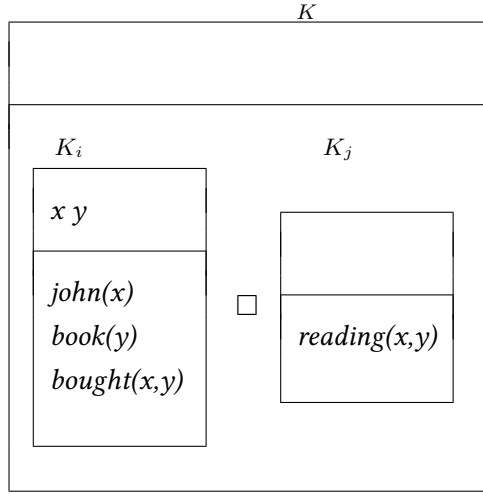 K
K_i K_j
x y
john(x)
book(y)
bought(x,y)
□
reading(x,y)